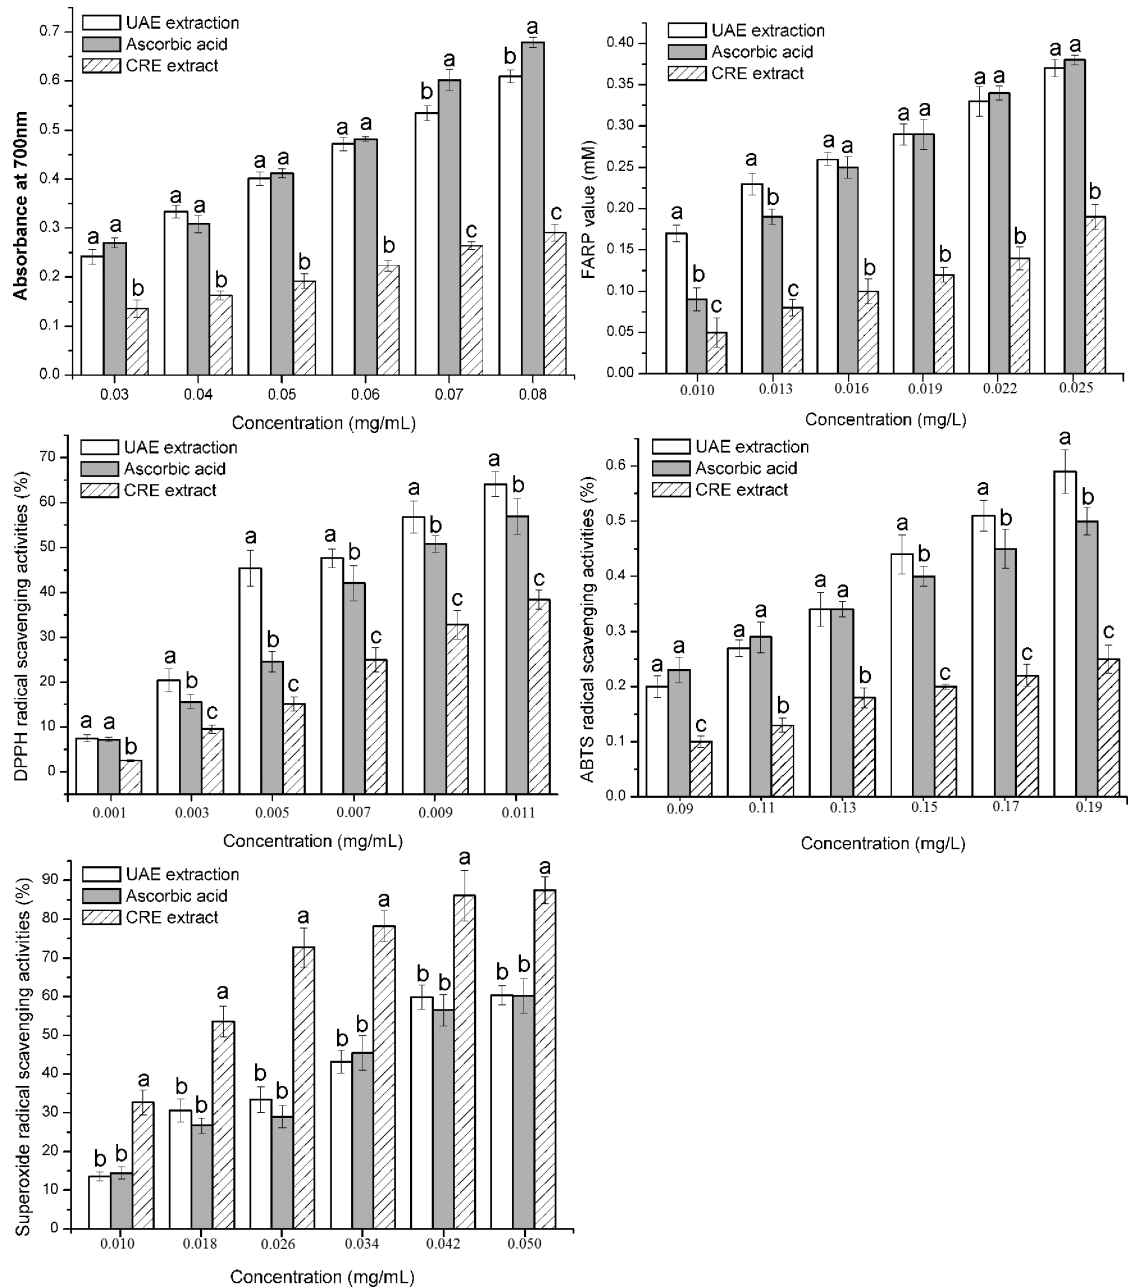 UAE extraction
Ascorbic acid
CRE extract
Absorbance at 700nm
0.7
0.6
0.5
0.4
0.3
0.2
0.1
0.0
a a b
a a b
a a b
a a b
b a c
b a c
0.03 0.04 0.05 0.06 0.07 0.08
Concentration (mg/mL)
UAE extraction
Ascorbic acid
CRE extract
FARP value (mM)
0.40
0.35
0.30
0.25
0.20
0.15
0.10
0.05
0.00
a b c
a b c
a a b
a a b
a a b
a a b
0.010 0.013 0.016 0.019 0.022 0.025
Concentration (mg/L)
UAE extraction
Ascorbic acid
CRE extract
DPPH radical scavenging activities (%)
70
60
50
40
30
20
10
0
a a b
a b c
a b c
a b c
a b c
a b c
0.001 0.003 0.005 0.007 0.009 0.011
Concentration (mg/mL)
UAE extraction
Ascorbic acid
CRE extract
ABTS radical scavenging activities (%)
0.6
0.5
0.4
0.3
0.2
0.1
0.0
a a c
a a b
a a b
a b c
a b c
a b c
0.09 0.11 0.13 0.15 0.17 0.19
Concentration (mg/L)
UAE extraction
Ascorbic acid
CRE extract
Superoxide radical scavenging activities (%)
90
80
70
60
50
40
30
20
10
0
b b a
b b a
b b a
b b a
b b a
b b a
0.010 0.018 0.026 0.034 0.042 0.050
Concentration (mg/mL)